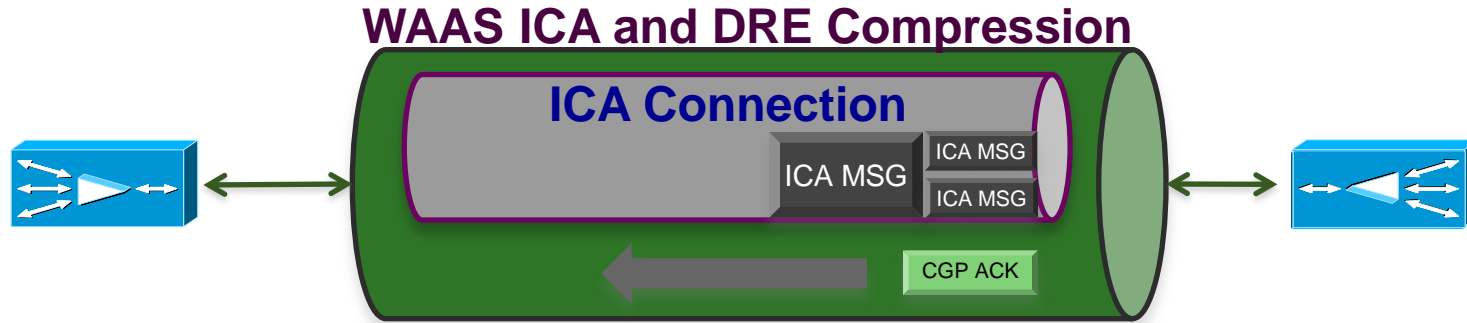 WAAS ICA and DRE Compression
ICA Connection
ICA MSG
ICA MSG
ICA MSG
CGP ACK